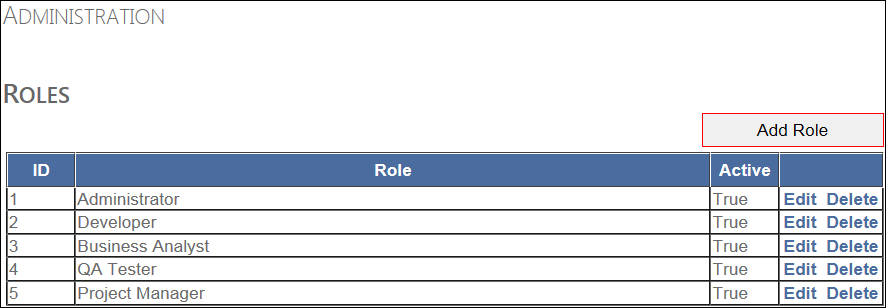 ADMINISTRATION
ROLES
Add Role
ID Role Active
1 Administrator True Edit Delete
2 Developer True Edit Delete
3 Business Analyst True Edit Delete
4 QA Tester True Edit Delete
5 Project Manager True Edit Delete